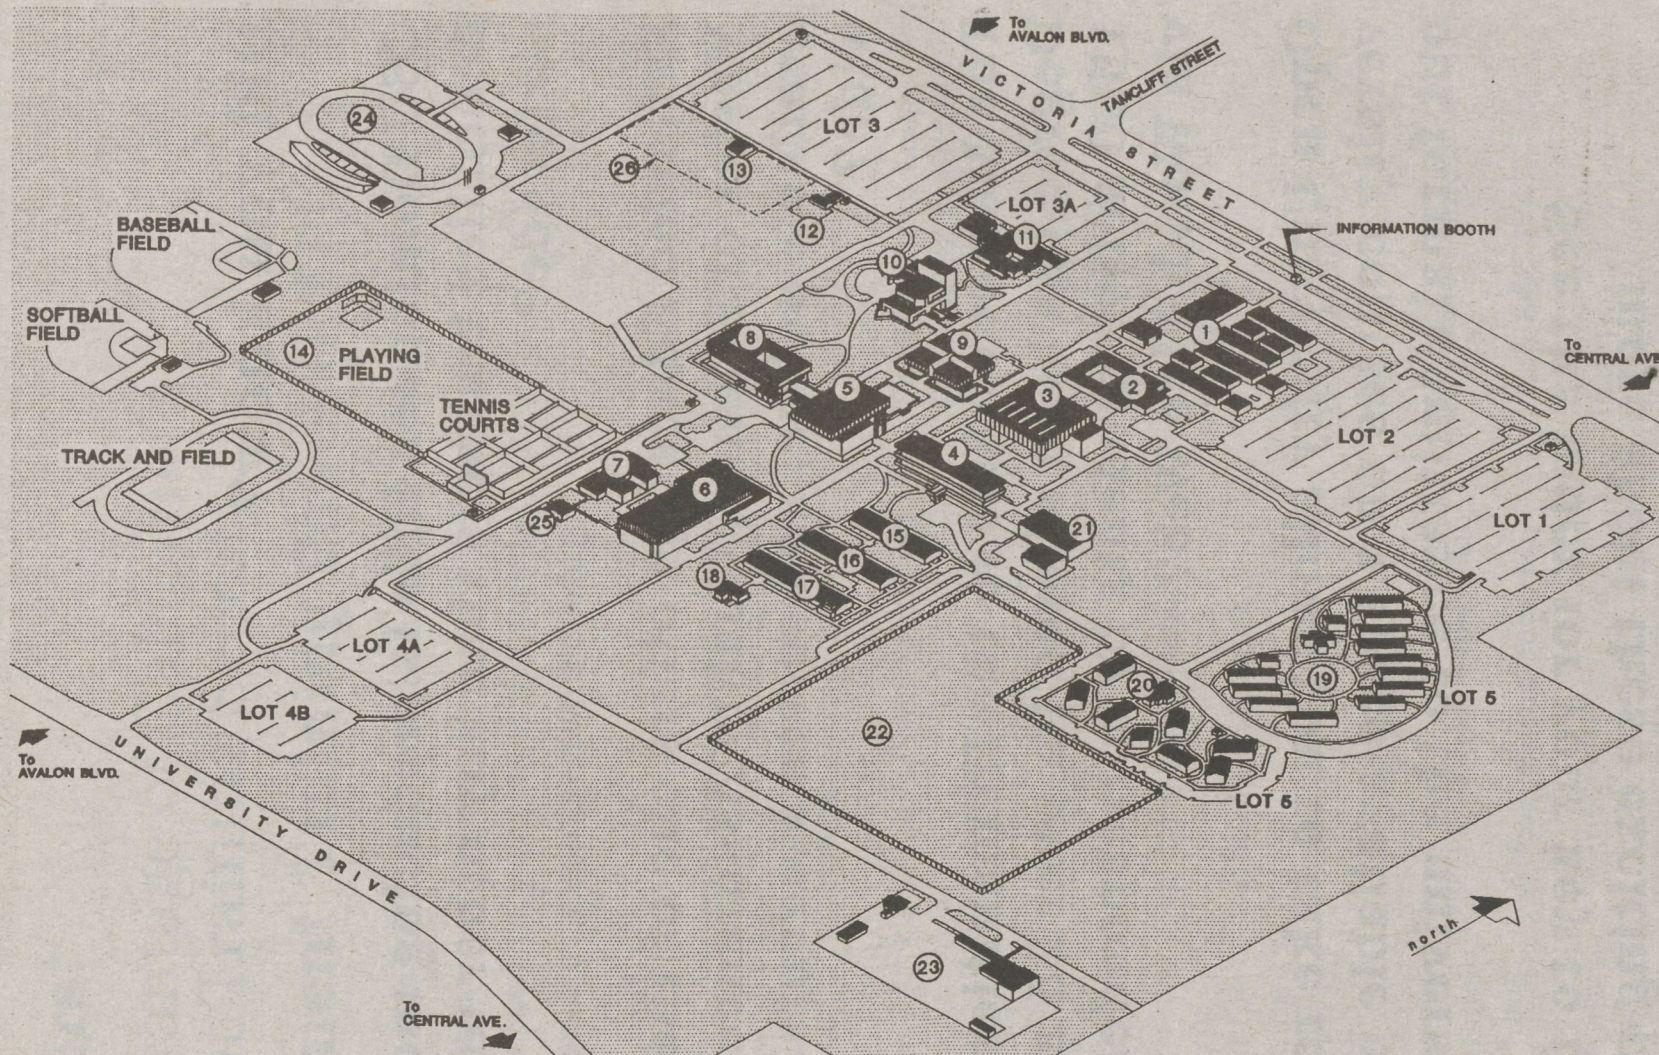 To
AVALON BLVD.
VICTORIA STREET
TAMCLIFF STREET
LOT 3
24
26
13
12
LOT 3A
11
INFORMATION BOOTH
BASEBALL
FIELD
10
SOFTBALL
FIELD
14
PLAYING
FIELD
8
9
1
To
CENTRAL AVE
5
3
2
TENNIS
COURTS
TRACK AND FIELD
LOT 2
7
6
4
25
LOT 1
15
21
16
18
17
LOT 4A
19
20
LOT 5
LOT 4B
22
To
AVALON BLVD.
UNIVERSITY DRIVE
LOT 5
north
23
To
CENTRAL AVE.